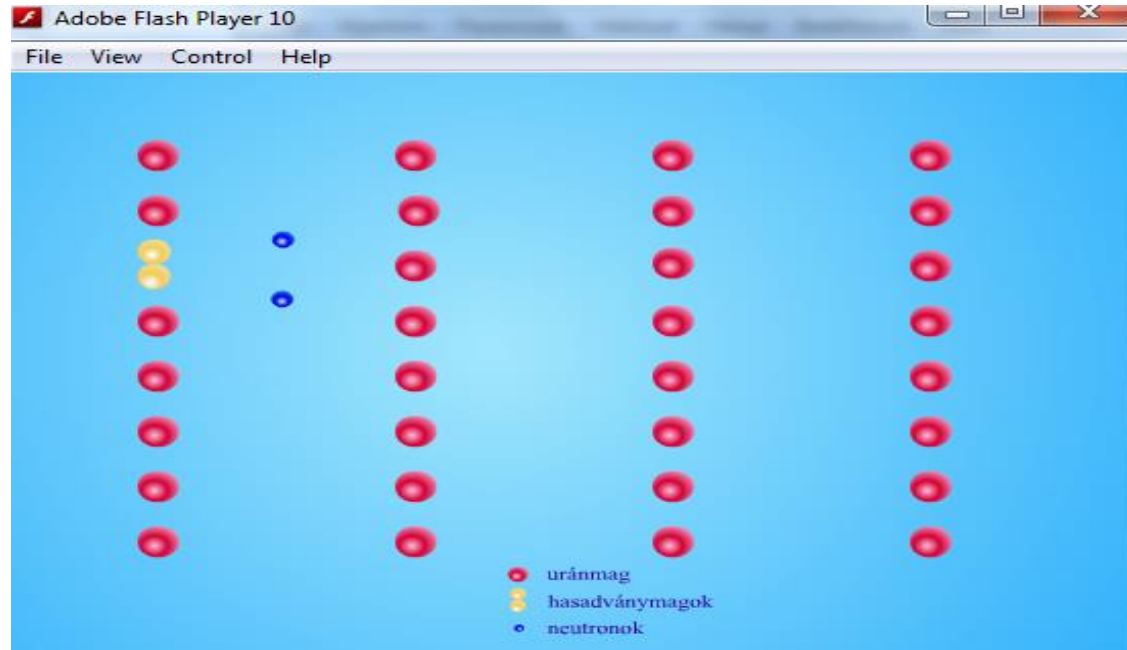 Adobe Flash Player 10
File View Control Help
uránmag
hasadványmagok
neutronok